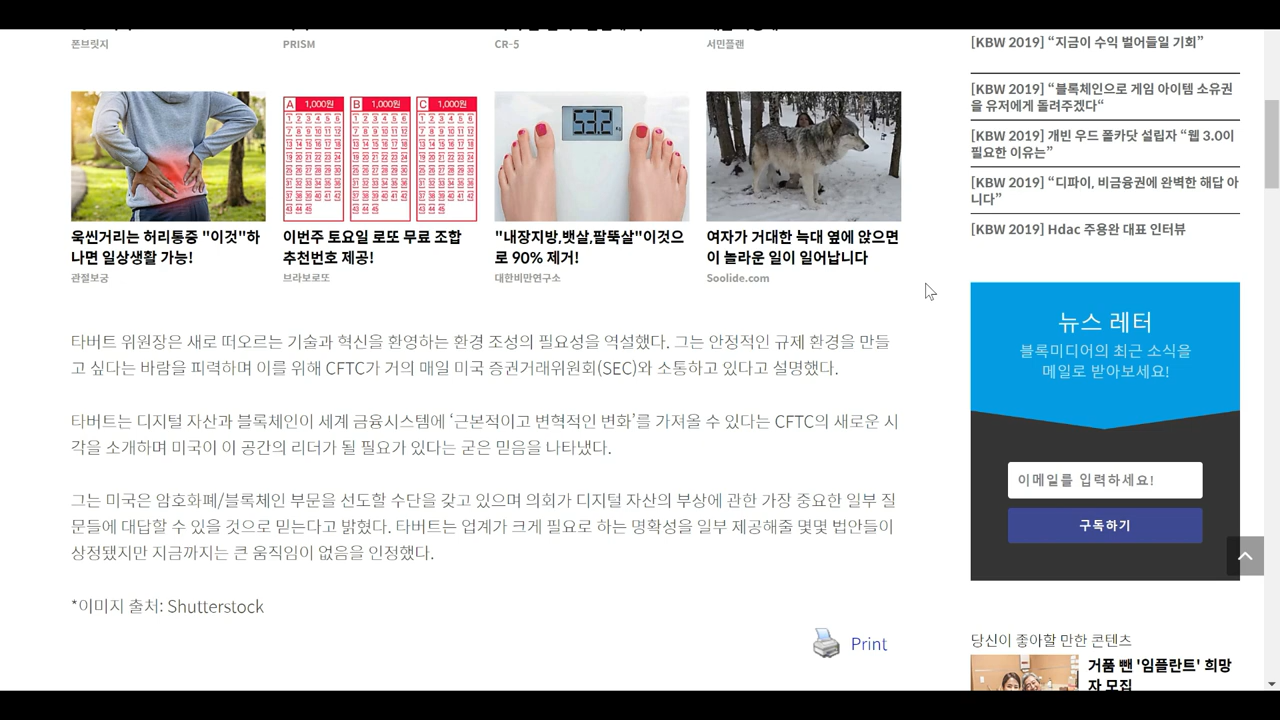 폰브릿지
PRISM
CR-5
서민플랜
A 1,000원
B 1,000원
C 1,000원
53.2
욱씬거리는 허리통증 "이것"하
나면 일상생활 가능!
관절보궁
이번주 토요일 로또 무료 조합
추천번호 제공!
브라보로또
"내장지방,뱃살,팔뚝살"이것으
로 90% 제거!
대한비만연구소
여자가 거대한 늑대 옆에 앉으면
이 놀라운 일이 일어납니다
Soolide.com
타버트 위원장은 새로 떠오르는 기술과 혁신을 환영하는 환경 조성의 필요성을 역설했다. 그는 안정적인 규제 환경을 만들
고 싶다는 바람을 피력하며 이를 위해 CFTC가 거의 매일 미국 증권거래위원회(SEC)와 소통하고 있다고 설명했다.
타버트는 디지털 자산과 블록체인이 세계 금융시스템에 ‘근본적이고 변혁적인 변화’를 가져올 수 있다는 CFTC의 새로운 시
각을 소개하며 미국이 이 공간의 리더가 될 필요가 있다는 굳은 믿음을 나타냈다.
그는 미국은 암호화폐/블록체인 부문을 선도할 수단을 갖고 있으며 의회가 디지털 자산의 부상에 관한 가장 중요한 일부 질
문들에 대답할 수 있을 것으로 믿는다고 밝혔다. 타버트는 업계가 크게 필요로 하는 명확성을 일부 제공해줄 몇몇 법안들이
상정됐지만 지금까지는 큰 움직임이 없음을 인정했다.
*이미지 출처: Shutterstock
Print
[KBW 2019] “지금이 수익 벌어들일 기회”
[KBW 2019] “블록체인으로 게임 아이템 소유권
을 유저에게 돌려주겠다“
[KBW 2019] 개빈 우드 폴카닷 설립자 “웹 3.0이
필요한 이유는”
[KBW 2019] “디파이, 비금융권에 완벽한 해답 아
니다”
[KBW 2019] Hdac 주용완 대표 인터뷰
뉴스 레터
블록미디어의 최근 소식을
메일로 받아보세요!
이메일를 입력하세요!
구독하기
당신이 좋아할 만한 콘텐츠
거품 뺀 '임플란트' 희망
자 모집